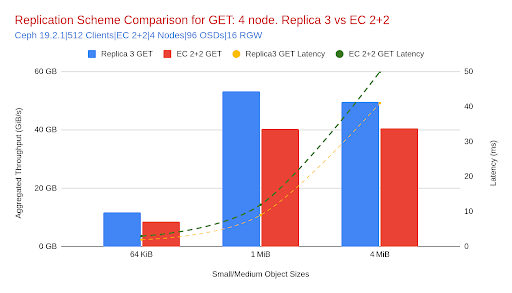 Replication Scheme Comparison for GET: 4 node. Replica 3 vs EC 2+2
Ceph 19.2.1|512 Clients|EC 2+2|4 Nodes|96 OSDs|16 RGW
Replica 3 GET EC 2+2 GET Replica3 GET Latency EC 2+2 GET Latency
60 GB
40 GB
20 GB
0 GB
Aggregated Throughput (GiB/s)
50
40
30
20
10
0
Latency (ms)
64 KiB 1 MiB 4 MiB
Small/Medium Object Sizes